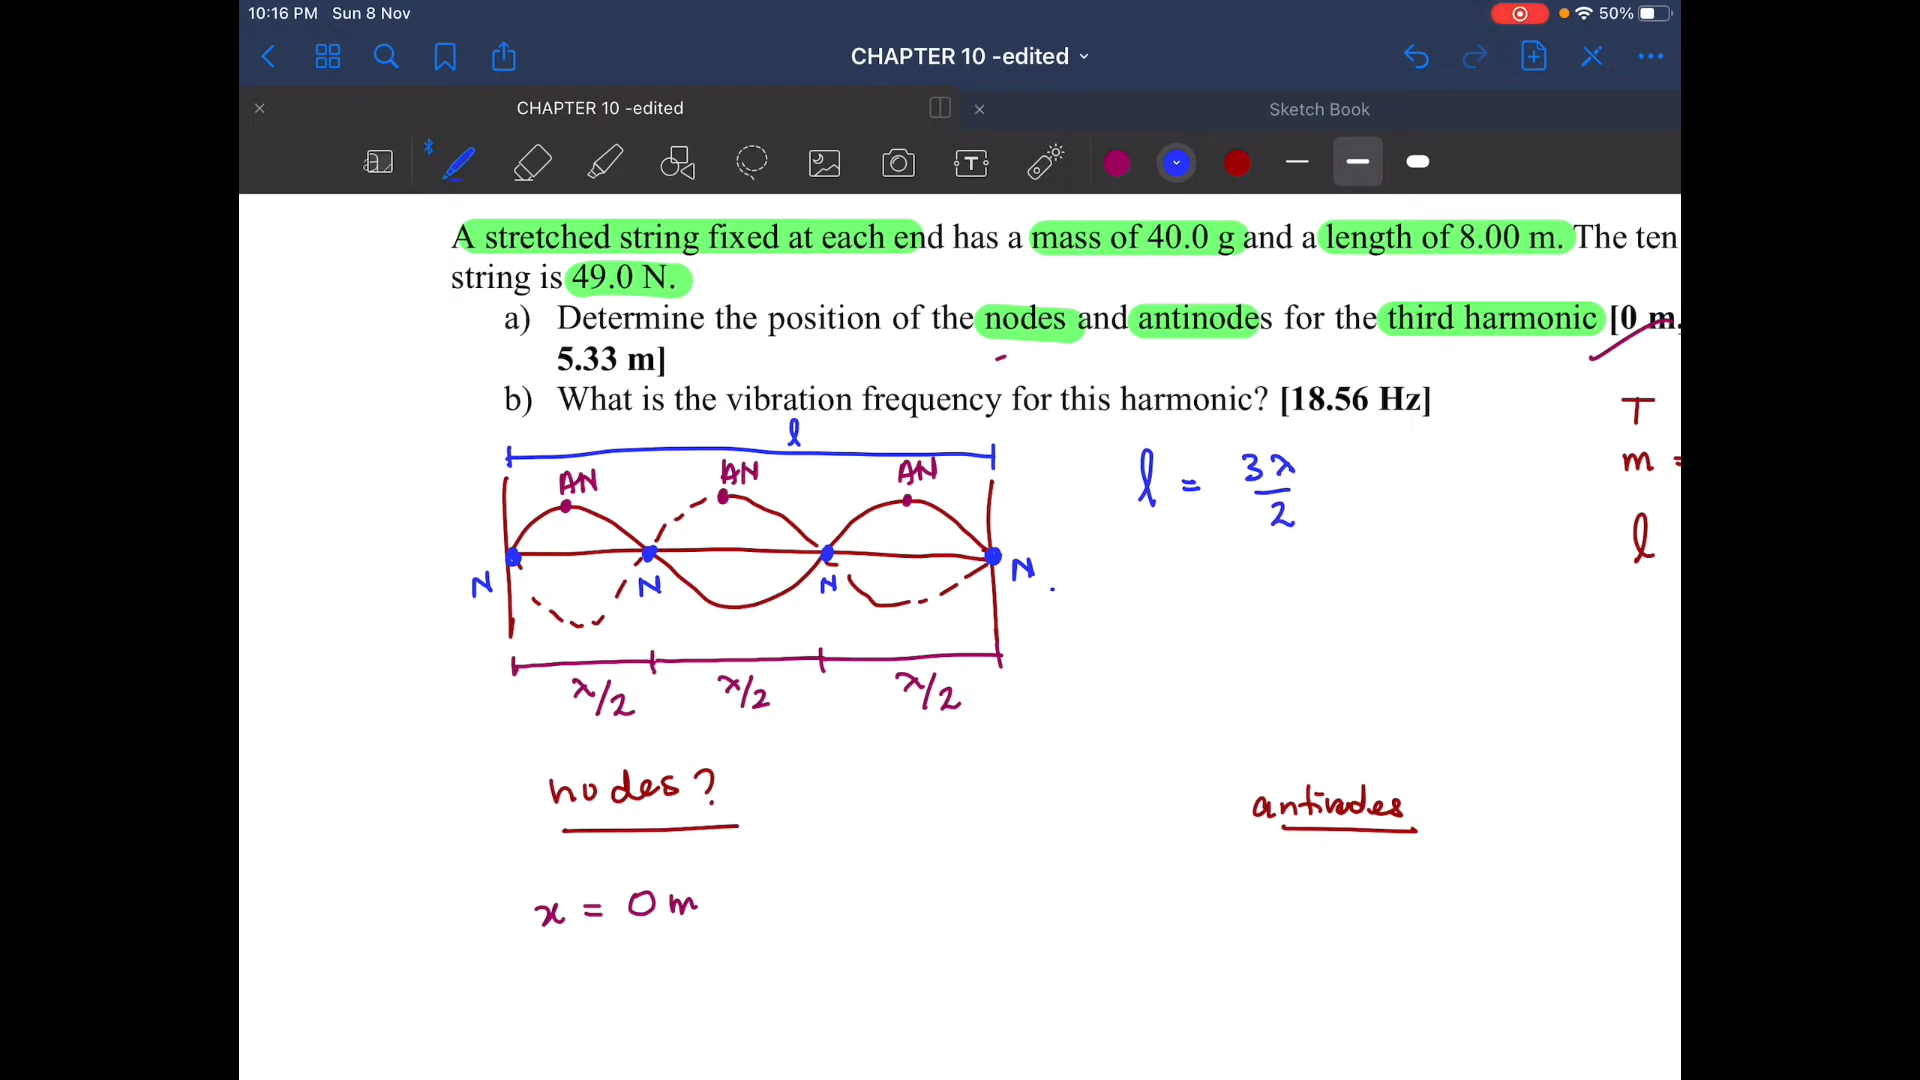 10:16 PM Sun 8 Nov
50%
CHAPTER 10 -edited
CHAPTER 10 -edited
Sketch Book
A stretched string fixed at each end has a mass of 40.0 g and a length of 8.00 m. The ten
string is 49.0 N.
a) Determine the position of the nodes and antinodes for the third harmonic [0 m,
5.33 m]
b) What is the vibration frequency for this harmonic? [18.56 Hz]
T
l
AN AN AN
l = 3λ/2
m =
l
N N N N.
λ/2 λ/2 λ/2
nodes?
antinodes
x = 0 m